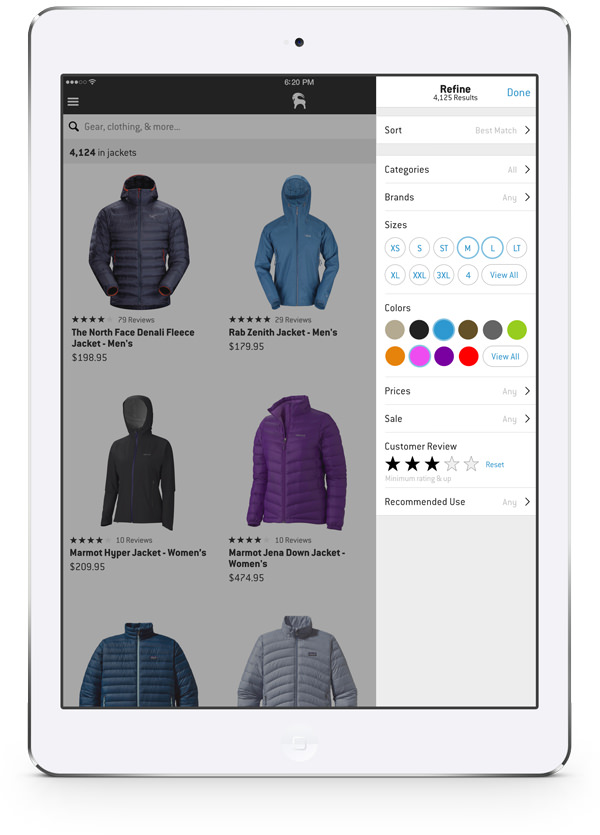 6:20 PM
Gear, clothing, & more...
4,124 in jackets
79 Reviews
The North Face Denali Fleece
Jacket - Men's
$198.95
29 Reviews
Rab Zenith Jacket - Men's
$179.95
10 Reviews
Marmot Hyper Jacket - Women's
$209.95
10 Reviews
Marmot Jena Down Jacket -
Women's
$474.95
Refine
4,125 Results
Done
Sort Best Match
Categories All
Brands Any
Sizes
XS S ST M L LT
XL XXL 3XL 4 View All
Colors
View All
Prices Any
Sale Any
Customer Review
Reset
Minimum rating & up
Recommended Use Any